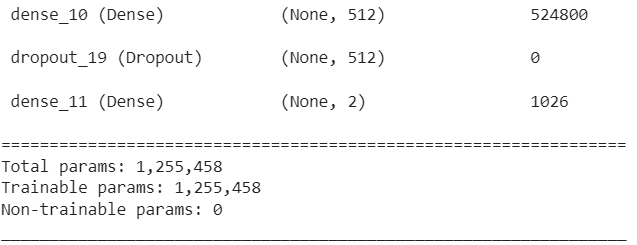 dense_10 (Dense) (None, 512) 524800
dropout_19 (Dropout) (None, 512) 0
dense_11 (Dense) (None, 2) 1026
=================================================================
Total params: 1,255,458
Trainable params: 1,255,458
Non-trainable params: 0
_________________________________________________________________